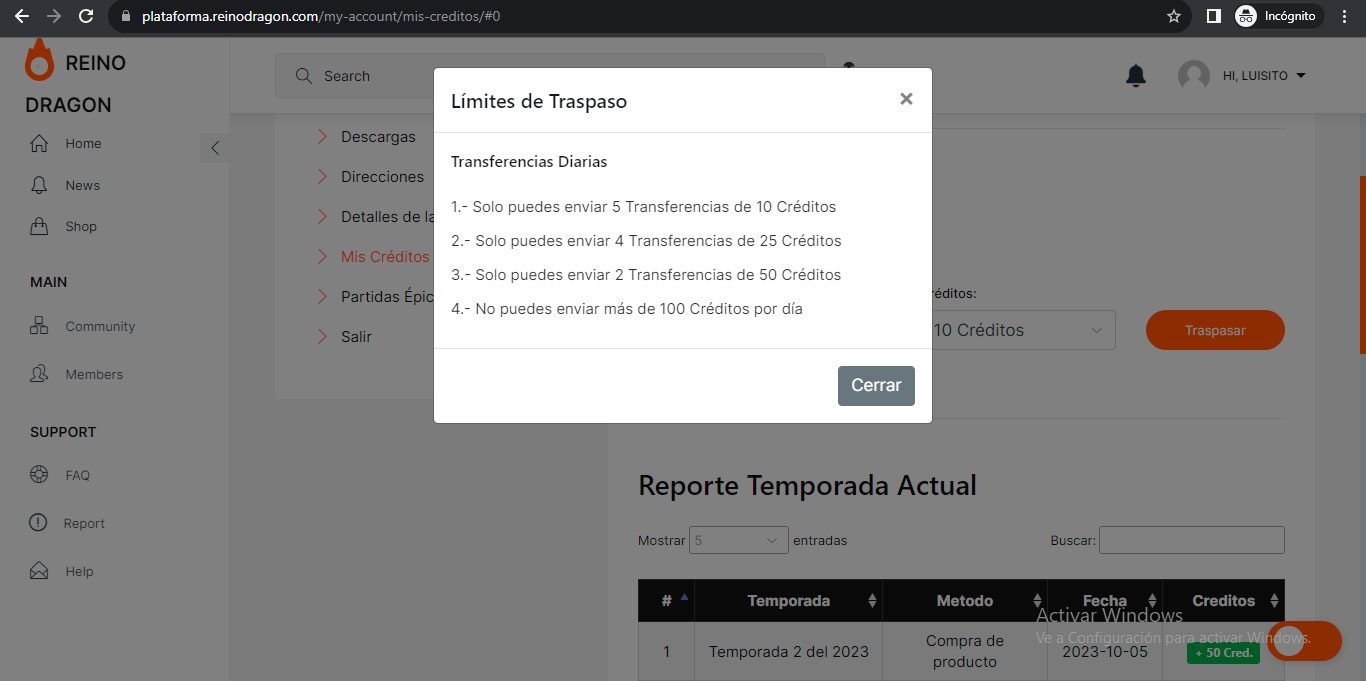 plataforma.reinodragon.com/my-account/mis-creditos/#0
Incógnito
REINO
DRAGON
Search
HI, LUISITO
Home
News
Shop
MAIN
Community
Members
SUPPORT
FAQ
Report
Help
Descargas
Direcciones
Detalles de la
Mis Créditos
Partidas Épic
Salir
Límites de Traspaso
×
Transferencias Diarias
1.- Solo puedes enviar 5 Transferencias de 10 Créditos
2.- Solo puedes enviar 4 Transferencias de 25 Créditos
3.- Solo puedes enviar 2 Transferencias de 50 Créditos
4.- No puedes enviar más de 100 Créditos por día
Cerrar
réditos:
10 Créditos
Traspasar
Reporte Temporada Actual
Mostrar 5 entradas
Buscar:
# Temporada Metodo Fecha Creditos
1 Temporada 2 del 2023 Compra de producto 2023-10-05 + 50 Cred.
Activar Windows
Ve a Configuración para activar Windows.